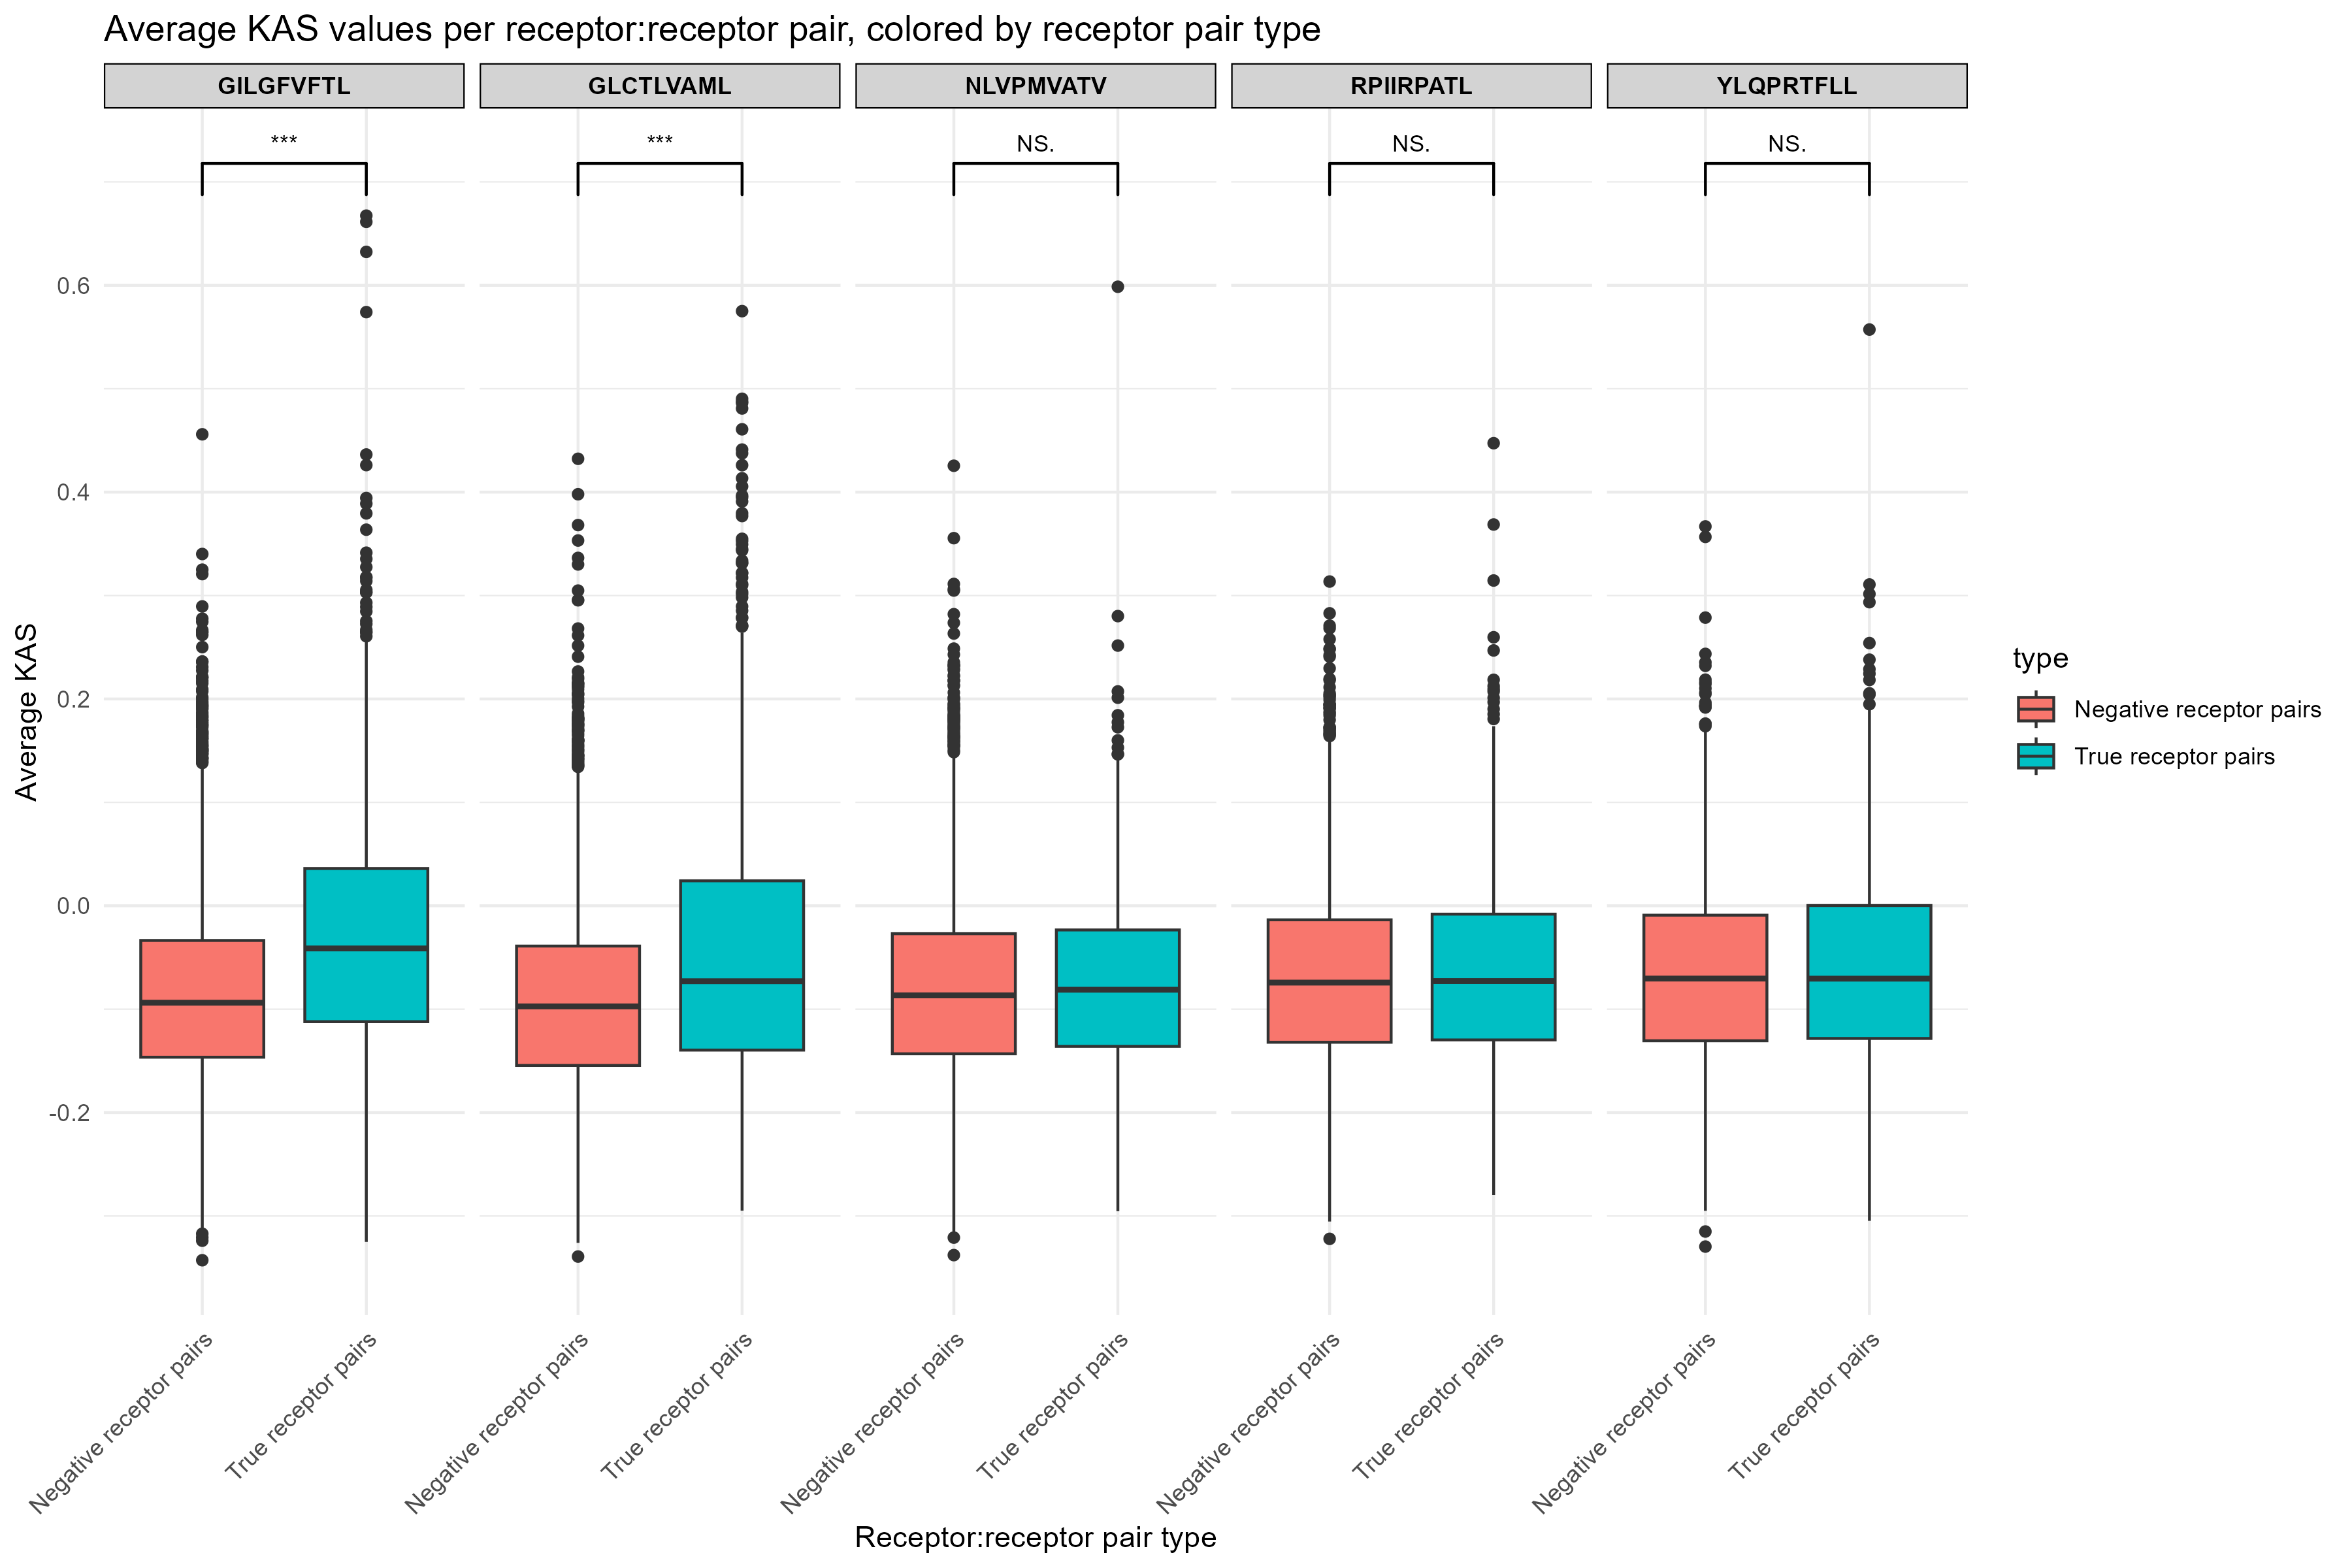 Average KAS values per receptor:receptor pair, colored by receptor pair type
GILGFVFTL
GLCTLVAML
NLVPMVATV
RPIIRPATL
YLQPRTFLL
***
***
NS.
NS.
NS.
0.6
0.4
0.2
0.0
-0.2
Average KAS
Negative receptor pairs
True receptor pairs
Negative receptor pairs
True receptor pairs
Negative receptor pairs
True receptor pairs
Negative receptor pairs
True receptor pairs
Negative receptor pairs
True receptor pairs
Receptor:receptor pair type
type
Negative receptor pairs
True receptor pairs